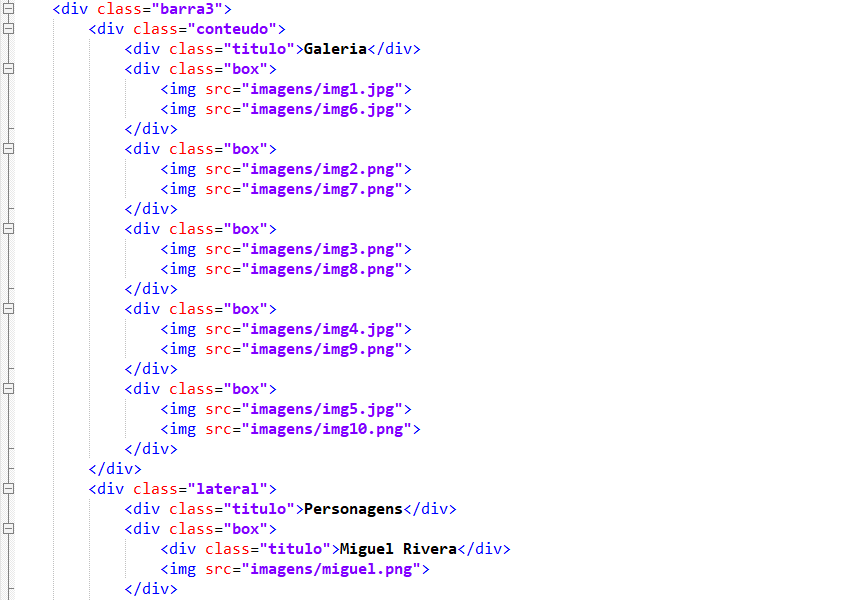 <div class="barra3">
<div class="conteudo">
<div class="titulo">Galeria</div>
<div class="box">
<img src="imagens/img1.jpg">
<img src="imagens/img6.jpg">
</div>
<div class="box">
<img src="imagens/img2.png">
<img src="imagens/img7.png">
</div>
<div class="box">
<img src="imagens/img3.png">
<img src="imagens/img8.png">
</div>
<div class="box">
<img src="imagens/img4.jpg">
<img src="imagens/img9.png">
</div>
<div class="box">
<img src="imagens/img5.jpg">
<img src="imagens/img10.png">
</div>
</div>
<div class="lateral">
<div class="titulo">Personagens</div>
<div class="box">
<div class="titulo">Miguel Rivera</div>
<img src="imagens/miguel.png">
</div>